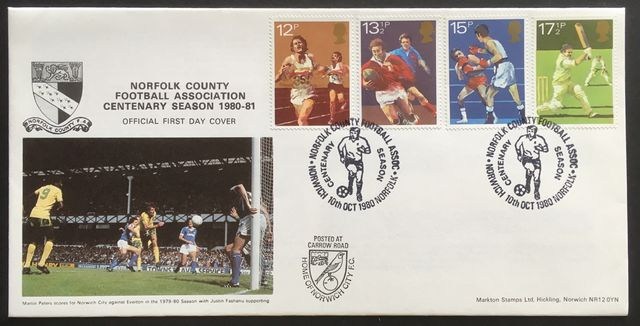 NORFOLK COUNTY
FOOTBALL ASSOCIATION
CENTENARY SEASON 1980-81
OFFICIAL FIRST DAY COVER
NORFOLK COUNTY F.A.
12P
13½P
15P
17½P
NORFOLK COUNTY FOOTBALL ASSOC
CENTENARY SEASON
NORWICH 10th OCT 1980 NORFOLK
NORFOLK COUNTY FOOTBALL ASSOC
CENTENARY SEASON
NORWICH 10th OCT 1980 NORFOLK
9
SERVICE
POSTED AT
CARROW ROAD
HOME OF NORWICH CITY F.C.
Martin Peters scores for Norwich City against Everton in the 1979-80 Season with Justin Fashanu supporting
Markton Stamps Ltd, Hickling, Norwich NR12 0YN